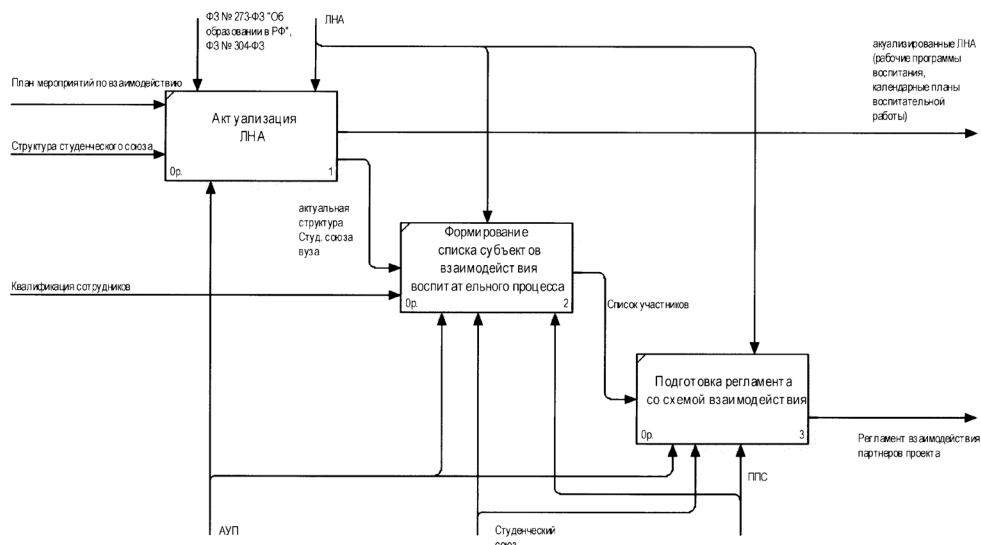 ФЗ № 273-ФЗ "Об
образовании в РФ",
ФЗ № 304-ФЗ
ЛНА
акуализированные ЛНА
(рабочие программы
воспитания,
календарные планы
воспитательной
работы)
План мероприятий по взаимодействию
Актуализация
ЛНА
0р.
1
Структура студенческого союза
актуальная
структура
Студ. союза
вуза
Формирование
списка субъектов
взаимодействия
воспитательного процесса
0р.
2
Квалификация сотрудников
Список участников
Подготовка регламента
со схемой взаимодействия
0р.
3
Регламент взаимодействия
партнеров проекта
ППС
АУП
Студенческий
союз